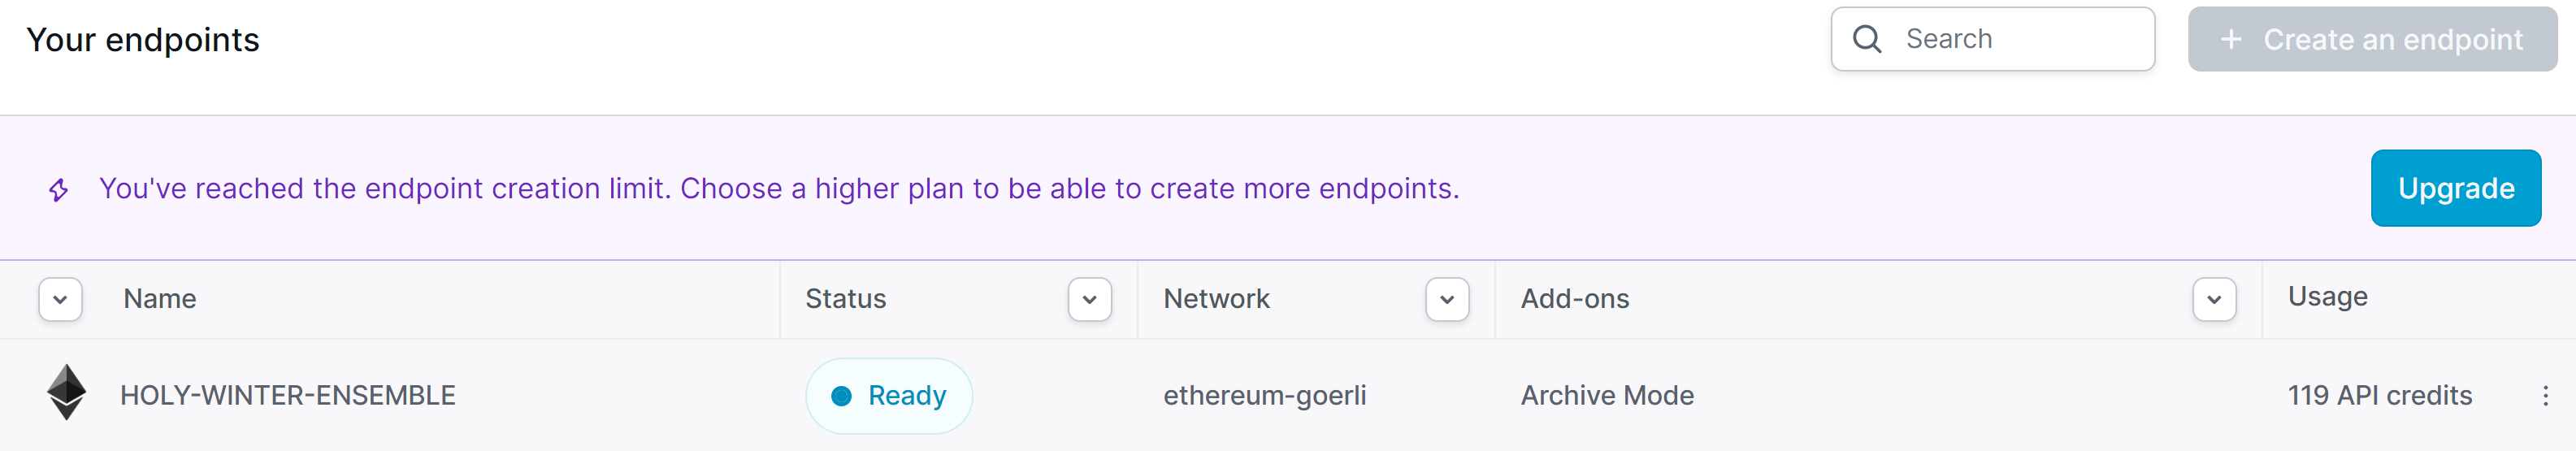 Your endpoints
Search
+ Create an endpoint
You've reached the endpoint creation limit. Choose a higher plan to be able to create more endpoints.
Upgrade
Name Status Network Add-ons Usage
HOLY-WINTER-ENSEMBLE Ready ethereum-goerli Archive Mode 119 API credits